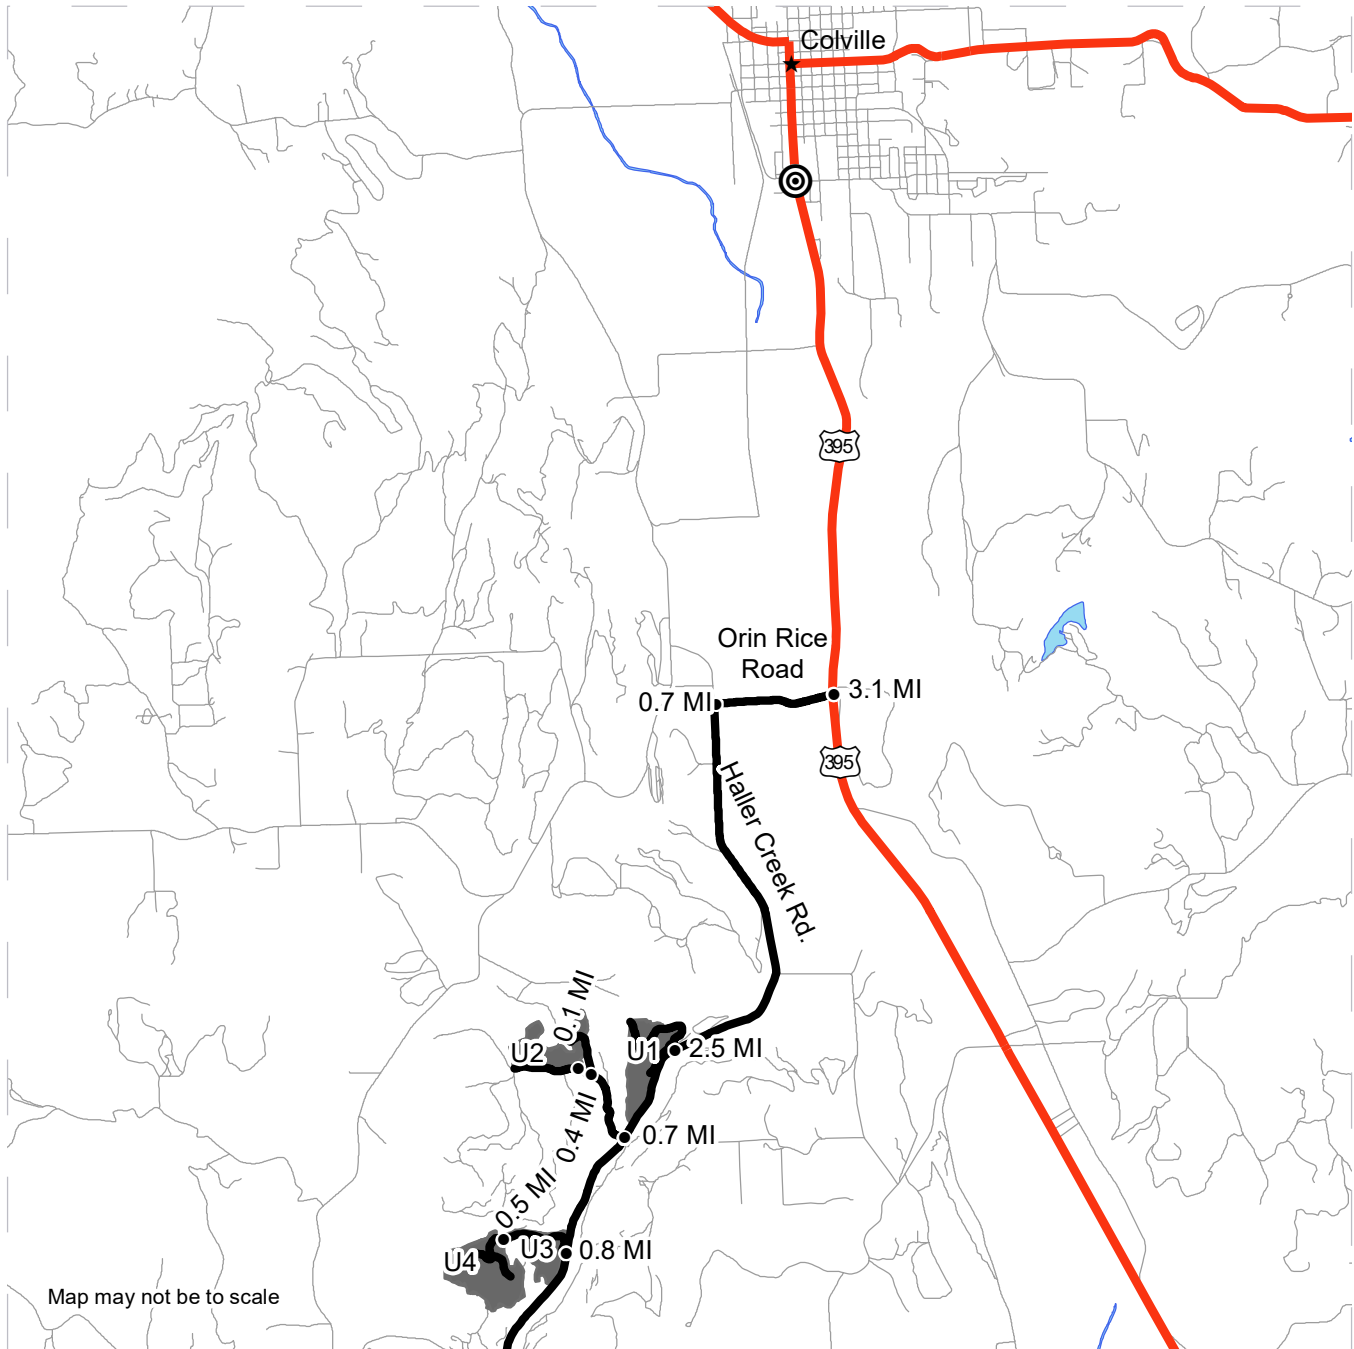 Colville
395
Orin Rice
Road
3.1 MI
0.7 MI
395
Haller Creek Rd.
0.1 MI
U2
U1
2.5 MI
0.4 MI
0.7 MI
0.5 MI
U3
0.8 MI
U4
Map may not be to scale